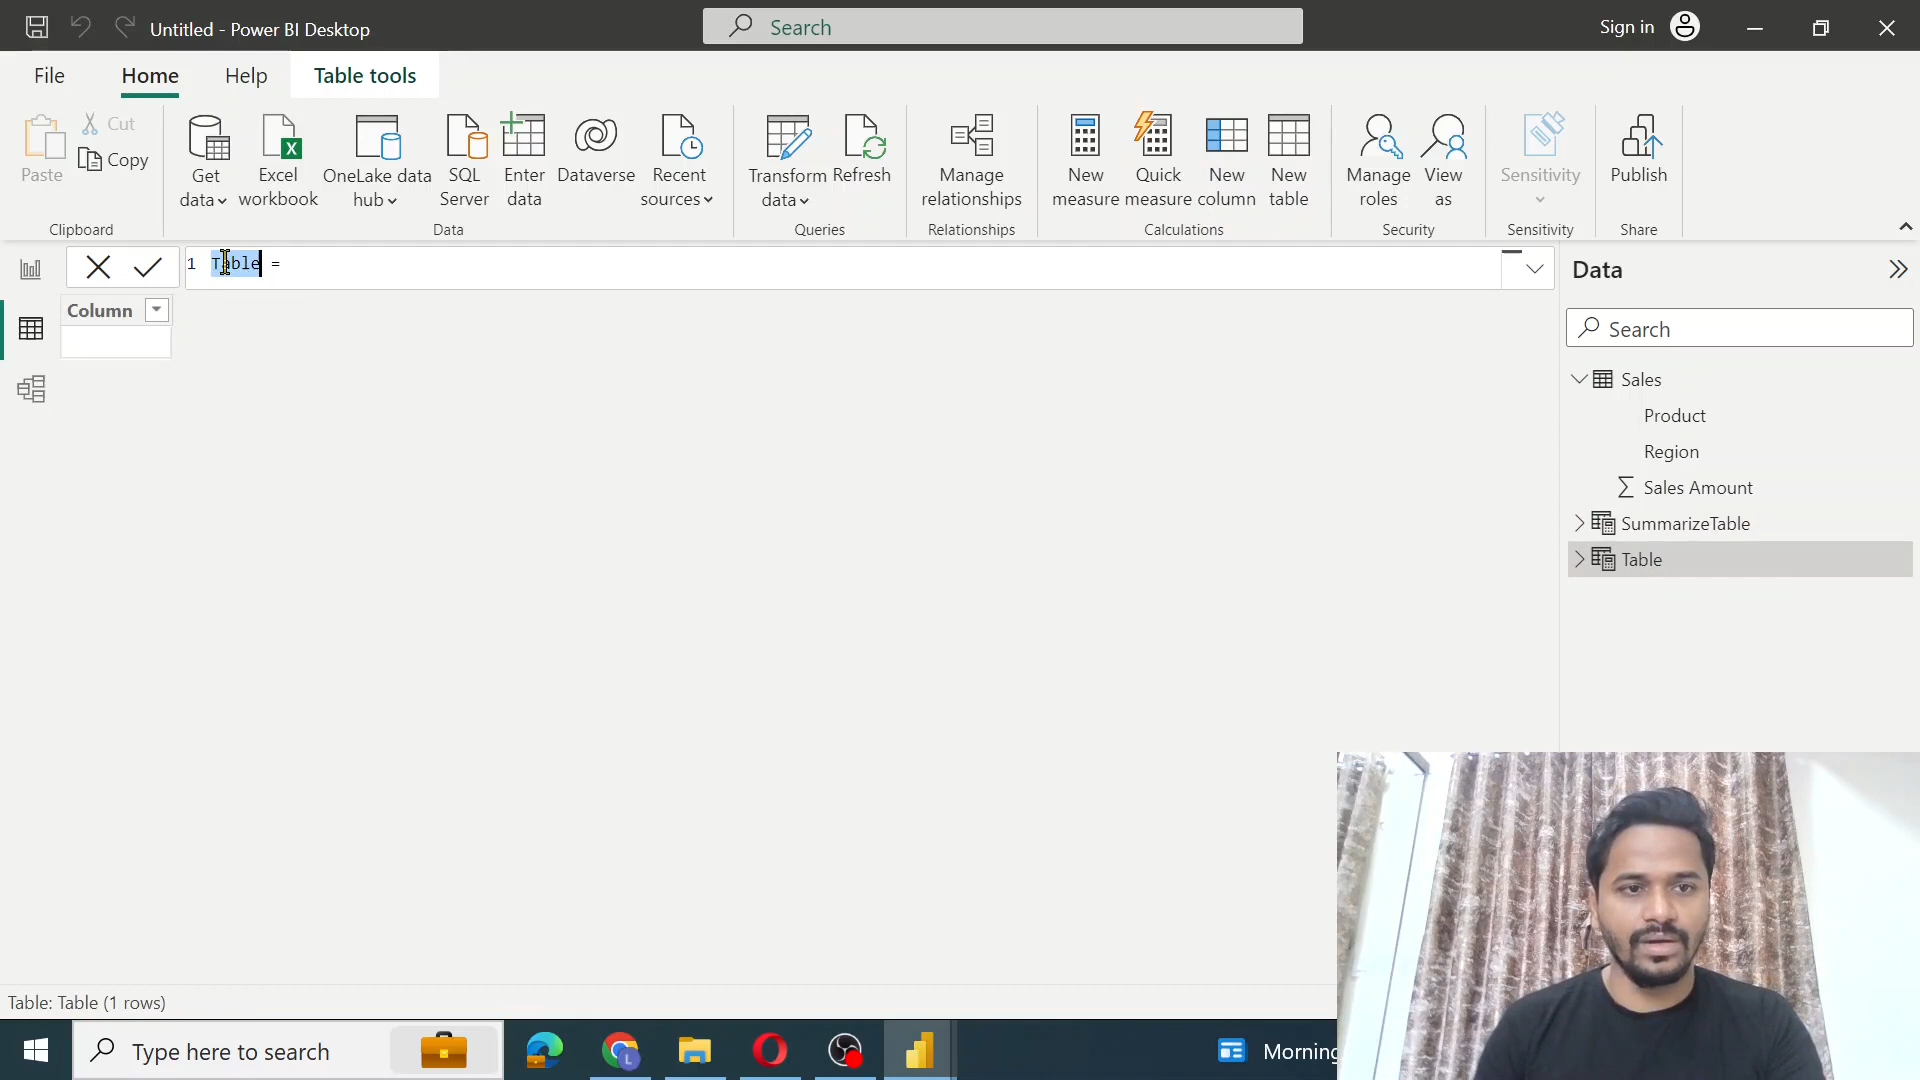 Untitled - Power BI Desktop
Search
Sign in
File
Home
Help
Table tools
Paste
Cut
Copy
Clipboard
Get data
Excel workbook
OneLake data hub
SQL Server
Enter data
Dataverse
Recent sources
Data
Transform data
Refresh
Queries
Manage relationships
Relationships
New measure
Quick measure
New column
New table
Calculations
Manage roles
View as
Security
Sensitivity
Sensitivity
Publish
Share
1 Table =
Column
Data
Search
Sales
Product
Region
Sales Amount
SummarizeTable
Table
Table: Table (1 rows)
Type here to search
L
Morning